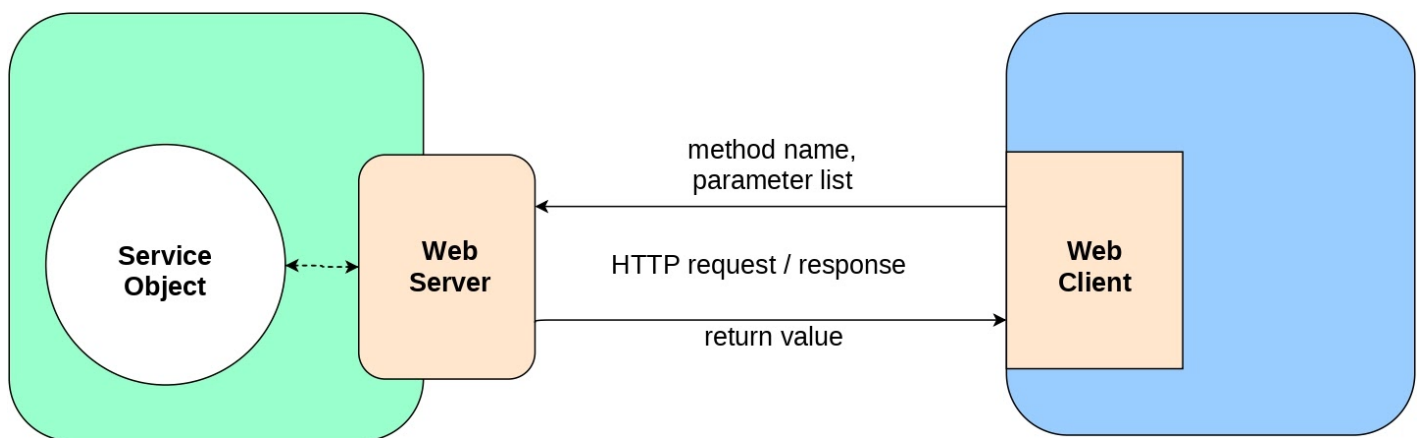 method name,
parameter list
Service
Object
Web
Server
HTTP request / response
Web
Client
return value